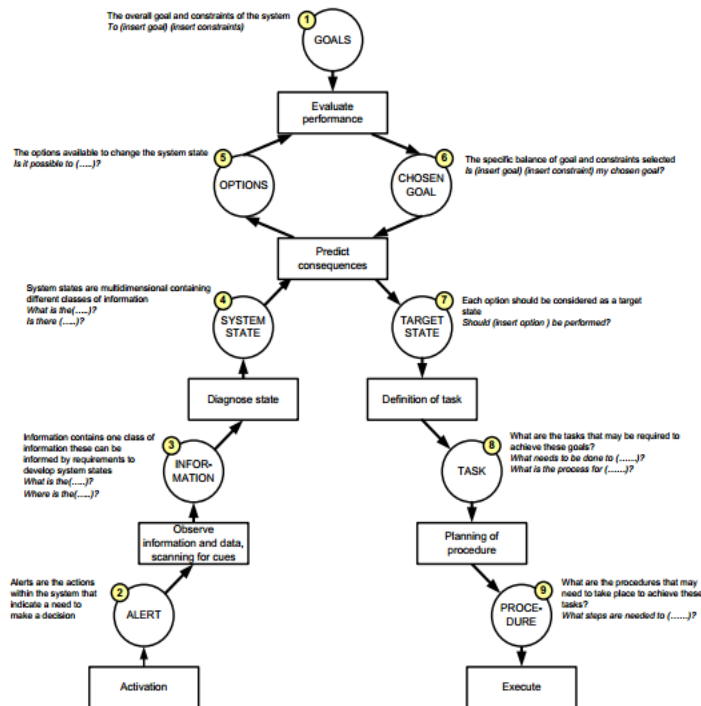 The overall goal and constraints of the system
To (insert goal) (insert constraints)
1
GOALS
Evaluate
performance
The options available to change the system state
Is it possible to (.....)?
5
OPTIONS
6
CHOSEN
GOAL
The specific balance of goal and constraints selected
Is (insert goal) (insert constraint) my chosen goal?
Predict
consequences
System states are multidimensional containing
different classes of information
What is the(.....)?
Is there (.....)?
4
SYSTEM
STATE
7
TARGET
STATE
Each option should be considered as a target
state
Should (insert option ) be performed?
Diagnose state
Definition of task
Information contains one class of
information these can be
informed by requirements to
develop system states
What is the(.....)?
Where is the(.....)?
3
INFOR-
MATION
8
TASK
What are the tasks that may be required to
achieve these goals?
What needs to be done to (......)?
What is the process for (......)?
Observe
information and data,
scanning for cues
Planning of
procedure
Alerts are the actions
within the system that
indicate a need to
make a decision
2
ALERT
9
PROCE-
DURE
What are the procedures that may
need to take place to achieve these
tasks?
What steps are needed to (......)?
Activation
Execute